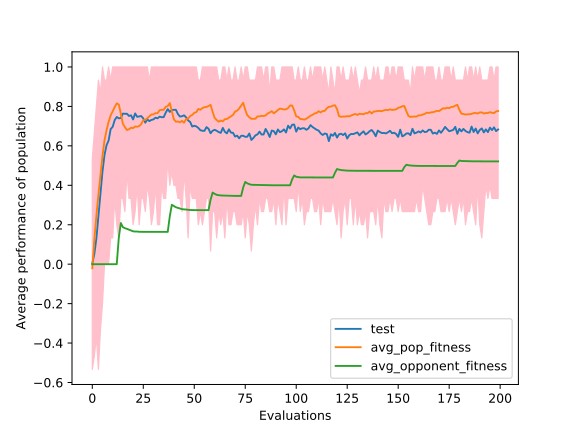 Average performance of population
1.0
0.8
0.6
0.4
0.2
0.0
−0.2
−0.4
−0.6
test
avg_pop_fitness
avg_opponent_fitness
0 25 50 75 100 125 150 175 200
Evaluations